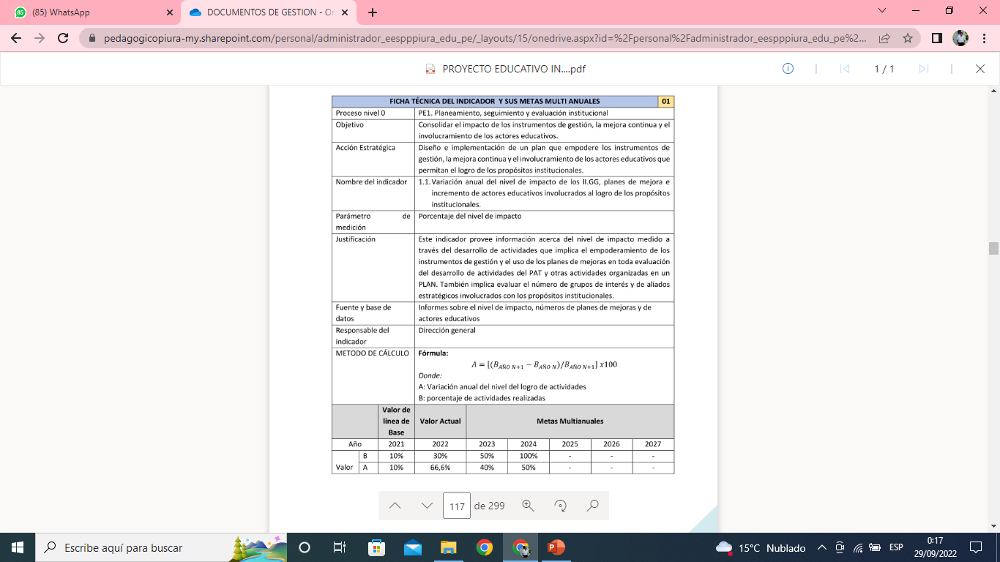 (85) WhatsApp
DOCUMENTOS DE GESTION - On
pedagogicopiura-my.sharepoint.com/personal/administrador_eespppiura_edu_pe/_layouts/15/onedrive.aspx?id=%2Fpersonal%2Fadministrador_eespppiura_edu_pe%2...
PROYECTO EDUCATIVO IN....pdf
1 / 1
FICHA TÉCNICA DEL INDICADOR Y SUS METAS MULTI ANUALES 01
Proceso nivel 0 PE1. Planeamiento, seguimiento y evaluación institucional
Objetivo Consolidar el impacto de los instrumentos de gestión, la mejora continua y el
involucramiento de los actores educativos.
Acción Estratégica Diseño e implementación de un plan que empodere los instrumentos de
gestión, la mejora continua y el involucramiento de los actores educativos que
permitan el logro de los propósitos institucionales.
Nombre del indicador 1.1. Variación anual del nivel de impacto de los II.GG, planes de mejora e
incremento de actores educativos involucrados al logro de los propósitos
institucionales.
Parámetro de Porcentaje del nivel de impacto
medición
Justificación Este indicador provee información acerca del nivel de impacto medido a
través del desarrollo de actividades que implica el empoderamiento de los
instrumentos de gestión y el uso de los planes de mejoras en toda evaluación
del desarrollo de actividades del PAT y otras actividades organizadas en un
PLAN. También implica evaluar el número de grupos de interés y de aliados
estratégicos involucrados con los propósitos institucionales.
Fuente y base de Informes sobre el nivel de impacto, números de planes de mejoras y de
datos actores educativos
Responsable del Dirección general
indicador
METODO DE CÁLCULO Fórmula:
A = [(B AÑO N+1 − B AÑO N)/B AÑO N+1] x100
Donde:
A: Variación anual del nivel del logro de actividades
B: porcentaje de actividades realizadas
Valor de
línea de Valor Actual Metas Multianuales
Base
Año 2021 2022 2023 2024 2025 2026 2027
B 10% 30% 50% 100% - - -
Valor A 10% 66,6% 40% 50% - - -
117 de 299
Escribe aquí para buscar
15°C Nublado
ESP
0:17
29/09/2022